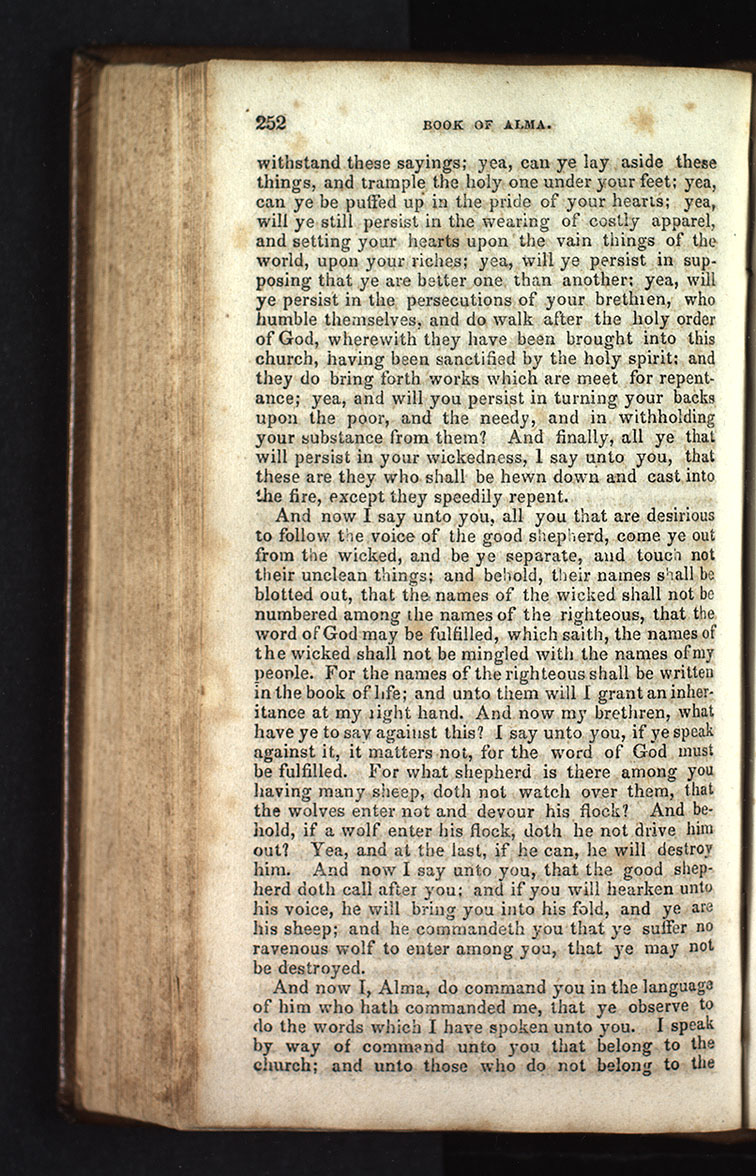 252
BOOK OF ALMA.
withstand these sayings; yea, can ye lay aside these
things, and trample the holy one under your feet; yea,
can ye be puffed up in the pride of your hearts; yea,
will ye still persist in the wearing of costly apparel,
and setting your hearts upon the vain things of the
world, upon your riches; yea, will ye persist in sup-
posing that ye are better one than another; yea, will
ye persist in the persecutions of your brethren, who
humble themselves, and do walk after the holy order
of God, wherewith they have been brought into this
church, having been sanctified by the holy spirit; and
they do bring forth works which are meet for repent-
ance; yea, and will you persist in turning your backs
upon the poor, and the needy, and in withholding
your substance from them? And finally, all ye that
will persist in your wickedness, I say unto you, that
these are they who shall be hewn down and cast into
the fire, except they speedily repent.
And now I say unto you, all you that are desirious
to follow the voice of the good shepherd, come ye out
from the wicked, and be ye separate, and touch not
their unclean things; and behold, their names shall be
blotted out, that the names of the wicked shall not be
numbered among the names of the righteous, that the
word of God may be fulfilled, which saith, the names of
the wicked shall not be mingled with the names of my
people. For the names of the righteous shall be written
in the book of life; and unto them will I grant an inher-
itance at my right hand. And now my brethren, what
have ye to say against this? I say unto you, if ye speak
against it, it matters not, for the word of God must
be fulfilled. For what shepherd is there among you
having many sheep, doth not watch over them, that
the wolves enter not and devour his flock? And be-
hold, if a wolf enter his flock, doth he not drive him
out? Yea, and at the last, if he can, he will destroy
him. And now I say unto you, that the good shep-
herd doth call after you; and if you will hearken unto
his voice, he will bring you into his fold, and ye are
his sheep; and he commandeth you that ye suffer no
ravenous wolf to enter among you, that ye may not
be destroyed.
And now I, Alma, do command you in the language
of him who hath commanded me, that ye observe to
do the words which I have spoken unto you. I speak
by way of command unto you that belong to the
church; and unto those who do not belong to the